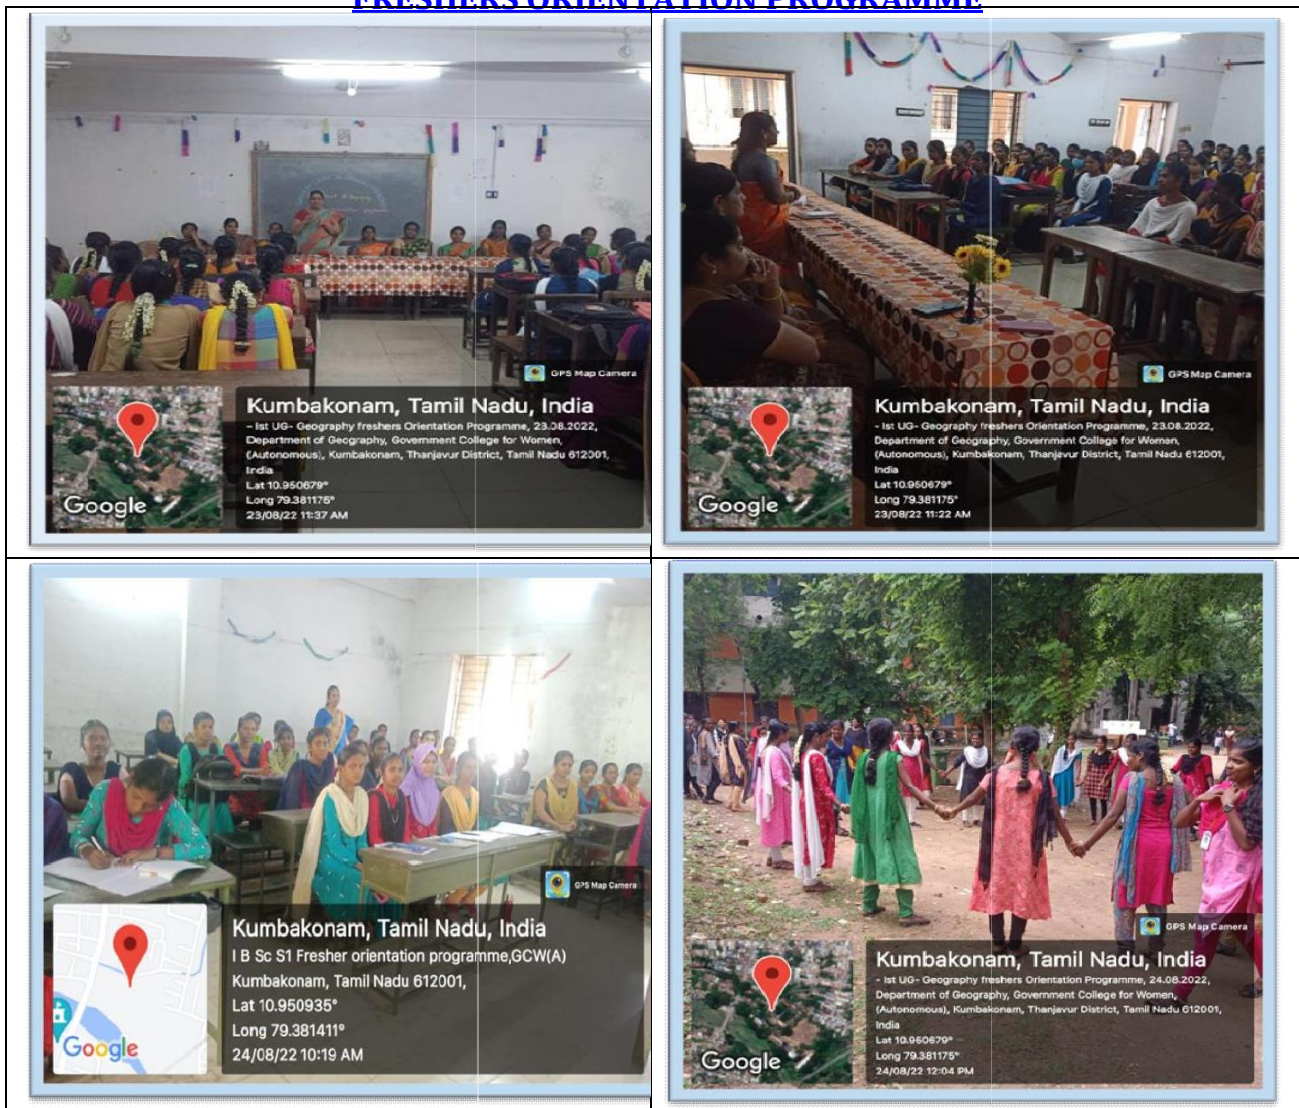 FRESHERS ORIENTATION PROGRAMME
GPS Map Camera
Kumbakonam, Tamil Nadu, India
- Ist UG- Geography freshers Orientation Programme, 23.08.2022,
Department of Geography, Government College for Women,
(Autonomous), Kumbakonam, Thanjavur District, Tamil Nadu 612001,
India
Lat 10.950679°
Long 79.381175°
23/08/22 11:37 AM
Google
GPS Map Camera
Kumbakonam, Tamil Nadu, India
- Ist UG- Geography freshers Orientation Programme, 23.08.2022,
Department of Geography, Government College for Women,
(Autonomous), Kumbakonam, Thanjavur District, Tamil Nadu 612001,
India
Lat 10.950679°
Long 79.381175°
23/08/22 11:22 AM
Google
GPS Map Camera
Kumbakonam, Tamil Nadu, India
I B Sc S1 Fresher orientation programme,GCW(A)
Kumbakonam, Tamil Nadu 612001,
Lat 10.950935°
Long 79.381411°
24/08/22 10:19 AM
Google
GPS Map Camera
Kumbakonam, Tamil Nadu, India
- Ist UG- Geography freshers Orientation Programme, 24.08.2022,
Department of Geography, Government College for Women,
(Autonomous), Kumbakonam, Thanjavur District, Tamil Nadu 612001,
India
Lat 10.950679°
Long 79.381175°
24/08/22 12:04 PM
Google